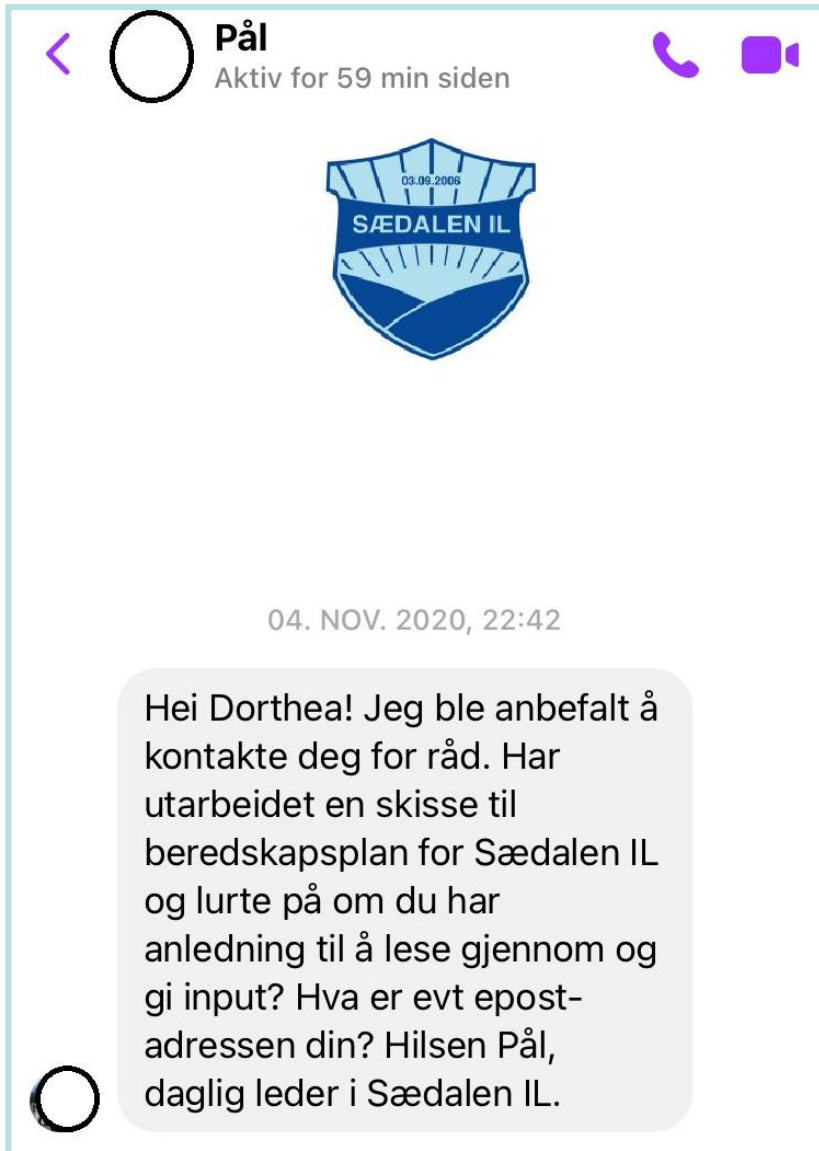 Pål
Aktiv for 59 min siden
03.09.2006
SÆDALEN IL
04. NOV. 2020, 22:42
Hei Dorthea! Jeg ble anbefalt å
kontakte deg for råd. Har
utarbeidet en skisse til
beredskapsplan for Sædalen IL
og lurte på om du har
anledning til å lese gjennom og
gi input? Hva er evt epost-
adressen din? Hilsen Pål,
daglig leder i Sædalen IL.